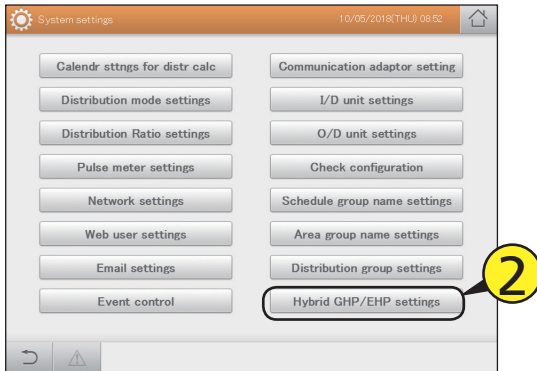 System settings
10/05/2018(THU) 08:52
Calendr sttngs for distr calc
Communication adaptor setting
Distribution mode settings
I/D unit settings
Distribution Ratio settings
O/D unit settings
Pulse meter settings
Check configuration
Network settings
Schedule group name settings
Web user settings
Area group name settings
Email settings
Distribution group settings
Event control
Hybrid GHP/EHP settings
2